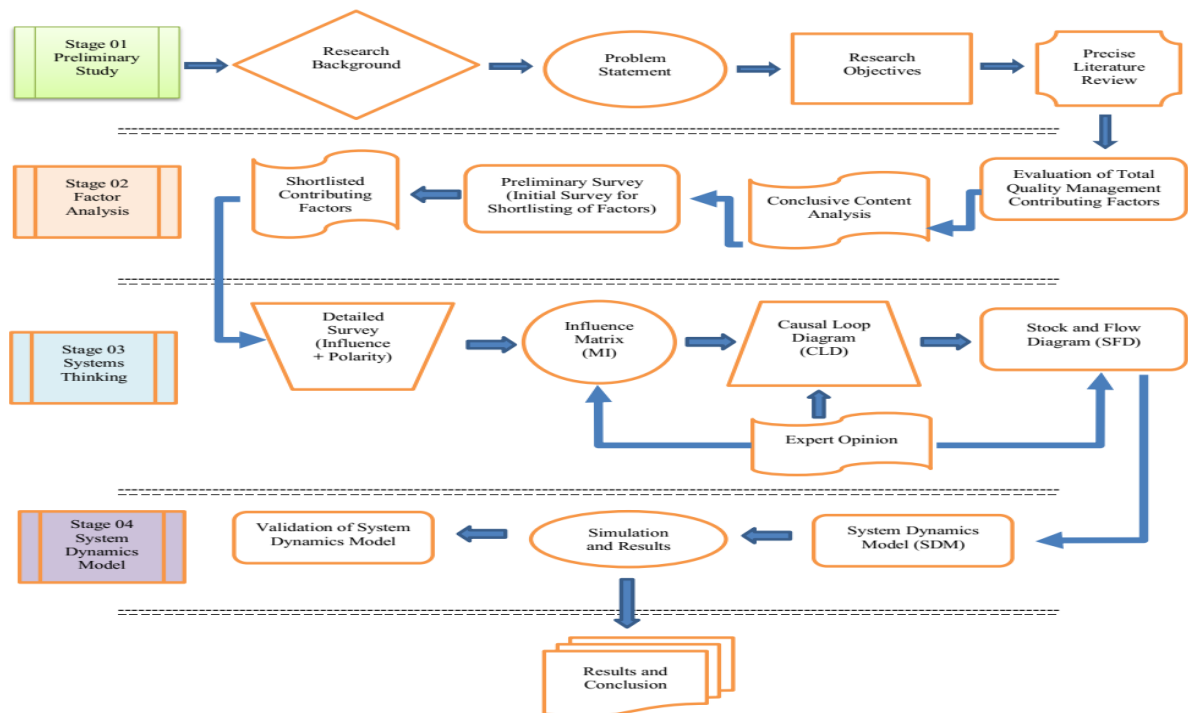 Stage 01
Preliminary
Study
Research
Background
Problem
Statement
Research
Objectives
Precise
Literature
Review
Stage 02
Factor
Analysis
Shortlisted
Contributing
Factors
Preliminary Survey
(Initial Survey for
Shortlisting of Factors)
Conclusive Content
Analysis
Evaluation of Total
Quality Management
Contributing Factors
Stage 03
Systems
Thinking
Detailed
Survey
(Influence
+ Polarity)
Influence
Matrix
(MI)
Causal Loop
Diagram
(CLD)
Stock and Flow
Diagram (SFD)
Expert Opinion
Stage 04
System
Dynamics
Model
Validation of System
Dynamics Model
Simulation
and Results
System Dynamics
Model (SDM)
Results and
Conclusion